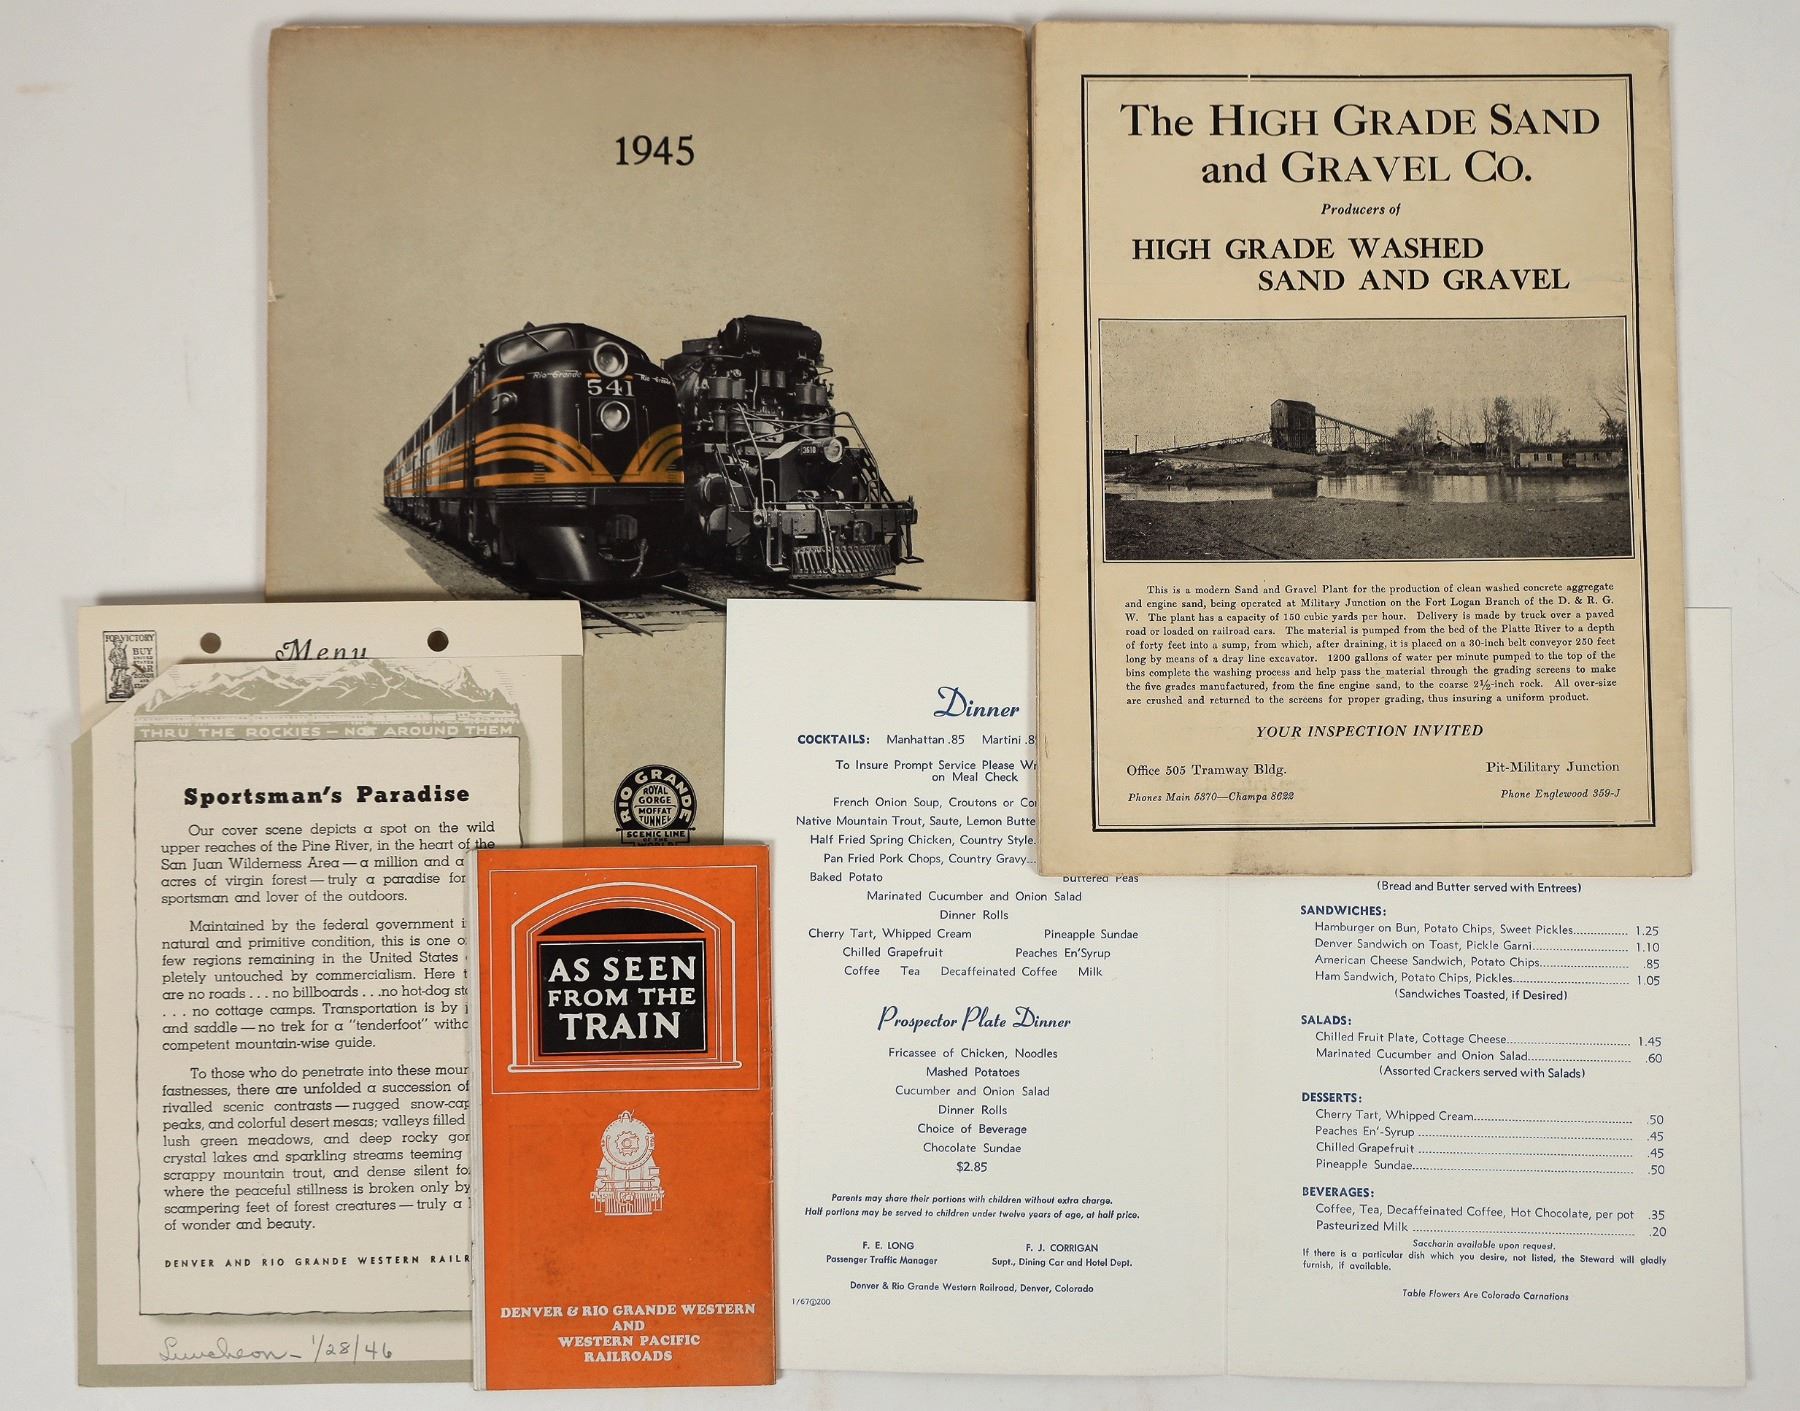 1945
Rio Grande
541
Rio Grande
3610
RIO GRANDE
ROYAL
GORGE
MOFFAT
TUNNEL
SCENIC LINE
OF THE
WORLD
The HIGH GRADE SAND
and GRAVEL CO.
Producers of
HIGH GRADE WASHED
SAND AND GRAVEL
This is a modern Sand and Gravel Plant for the production of clean washed concrete aggregate
and engine sand, being operated at Military Junction on the Fort Logan Branch of the D. & R. G.
W. The plant has a capacity of 150 cubic yards per hour. Delivery is made by truck over a paved
road or loaded on railroad cars. The material is pumped from the bed of the Platte River to a depth
of forty feet into a sump, from which, after draining, it is placed on a 30-inch belt conveyor 250 feet
long by means of a dray line excavator. 1200 gallons of water per minute pumped to the top of the
bins complete the washing process and help pass the material through the grading screens to make
the five grades manufactured, from the fine engine sand, to the coarse 2½-inch rock. All over-size
are crushed and returned to the screens for proper grading, thus insuring a uniform product.
YOUR INSPECTION INVITED
Office 505 Tramway Bldg.
Phones Main 5370—Champa 8622
Pit-Military Junction
Phone Englewood 359-J
FOR VICTORY
BUY
UNITED
STATES
WAR
BONDS
AND
Menu
THRU THE ROCKIES — NOT AROUND THEM
Sportsman's Paradise
Our cover scene depicts a spot on the wild
upper reaches of the Pine River, in the heart of the
San Juan Wilderness Area — a million and a
acres of virgin forest — truly a paradise for
sportsman and lover of the outdoors.
Maintained by the federal government
natural and primitive condition, this is one
few regions remaining in the United States
pletely untouched by commercialism. Here
are no roads . . . no billboards . . . no hot-dog
. . . no cottage camps. Transportation is by
and saddle — no trek for a "tenderfoot"
competent mountain-wise guide.
To those who do penetrate into these
fastnesses, there are unfolded a succession of
rivalled scenic contrasts — rugged
peaks, and colorful desert mesas; valleys filled
lush green meadows, and deep rocky
crystal lakes and sparkling streams teeming
scrappy mountain trout, and dense silent
where the peaceful stillness is broken only by
scampering feet of forest creatures — truly a
of wonder and beauty.
DENVER AND RIO GRANDE WESTERN RAILR
Luncheon - 1/28/46
AS SEEN
FROM THE
TRAIN
DENVER & RIO GRANDE WESTERN
AND
WESTERN PACIFIC
RAILROADS
Dinner
COCKTAILS: Manhattan .85 Martini
To Insure Prompt Service Please
on Meal Check
French Onion Soup, Croutons or
Native Mountain Trout, Saute, Lemon
Half Fried Spring Chicken, Country Style
Pan Fried Pork Chops, Country Gravy
Baked Potato Buttered Peas
Marinated Cucumber and Onion Salad
Dinner Rolls
Cherry Tart, Whipped Cream Pineapple Sundae
Chilled Grapefruit Peaches En'Syrup
Coffee Tea Decaffeinated Coffee Milk
Prospector Plate Dinner
Fricassee of Chicken, Noodles
Mashed Potatoes
Cucumber and Onion Salad
Dinner Rolls
Choice of Beverage
Chocolate Sundae
$2.85
Parents may share their portions with children without extra charge.
Half portions may be served to children under twelve years of age, at half price.
F. E. LONG
Passenger Traffic Manager
F. J. CORRIGAN
Supt., Dining Car and Hotel Dept.
Denver & Rio Grande Western Railroad, Denver, Colorado
(Bread and Butter served with Entrees)
SANDWICHES:
Hamburger on Bun, Potato Chips, Sweet Pickles 1.25
Denver Sandwich on Toast, Pickle Garni 1.10
American Cheese Sandwich, Potato Chips .85
Ham Sandwich, Potato Chips, Pickles 1.05
(Sandwiches Toasted, if Desired)
SALADS:
Chilled Fruit Plate, Cottage Cheese 1.45
Marinated Cucumber and Onion Salad .60
(Assorted Crackers served with Salads)
DESSERTS:
Cherry Tart, Whipped Cream .50
Peaches En'-Syrup .45
Chilled Grapefruit .45
Pineapple Sundae .50
BEVERAGES:
Coffee, Tea, Decaffeinated Coffee, Hot Chocolate, per pot .35
Pasteurized Milk .20
Saccharin available upon request.
If there is a particular dish which you desire, not listed, the Steward will gladly
furnish, if available.
Table Flowers Are Colorado Carnations